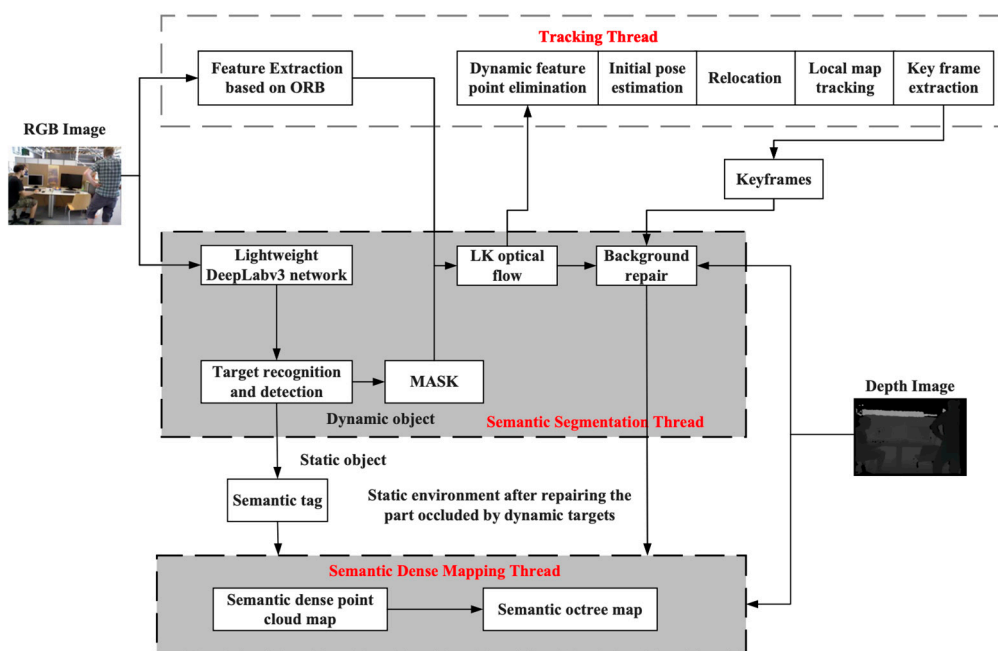 Tracking Thread
Feature Extraction
based on ORB
Dynamic feature
point elimination
Initial pose
estimation
Relocation
Local map
tracking
Key frame
extraction
RGB Image
Keyframes
Lightweight
DeepLabv3 network
LK optical
flow
Background
repair
Target recognition
and detection
MASK
Dynamic object
Semantic Segmentation Thread
Depth Image
Static object
Semantic tag
Static environment after repairing the
part occluded by dynamic targets
Semantic Dense Mapping Thread
Semantic dense point
cloud map
Semantic octree map